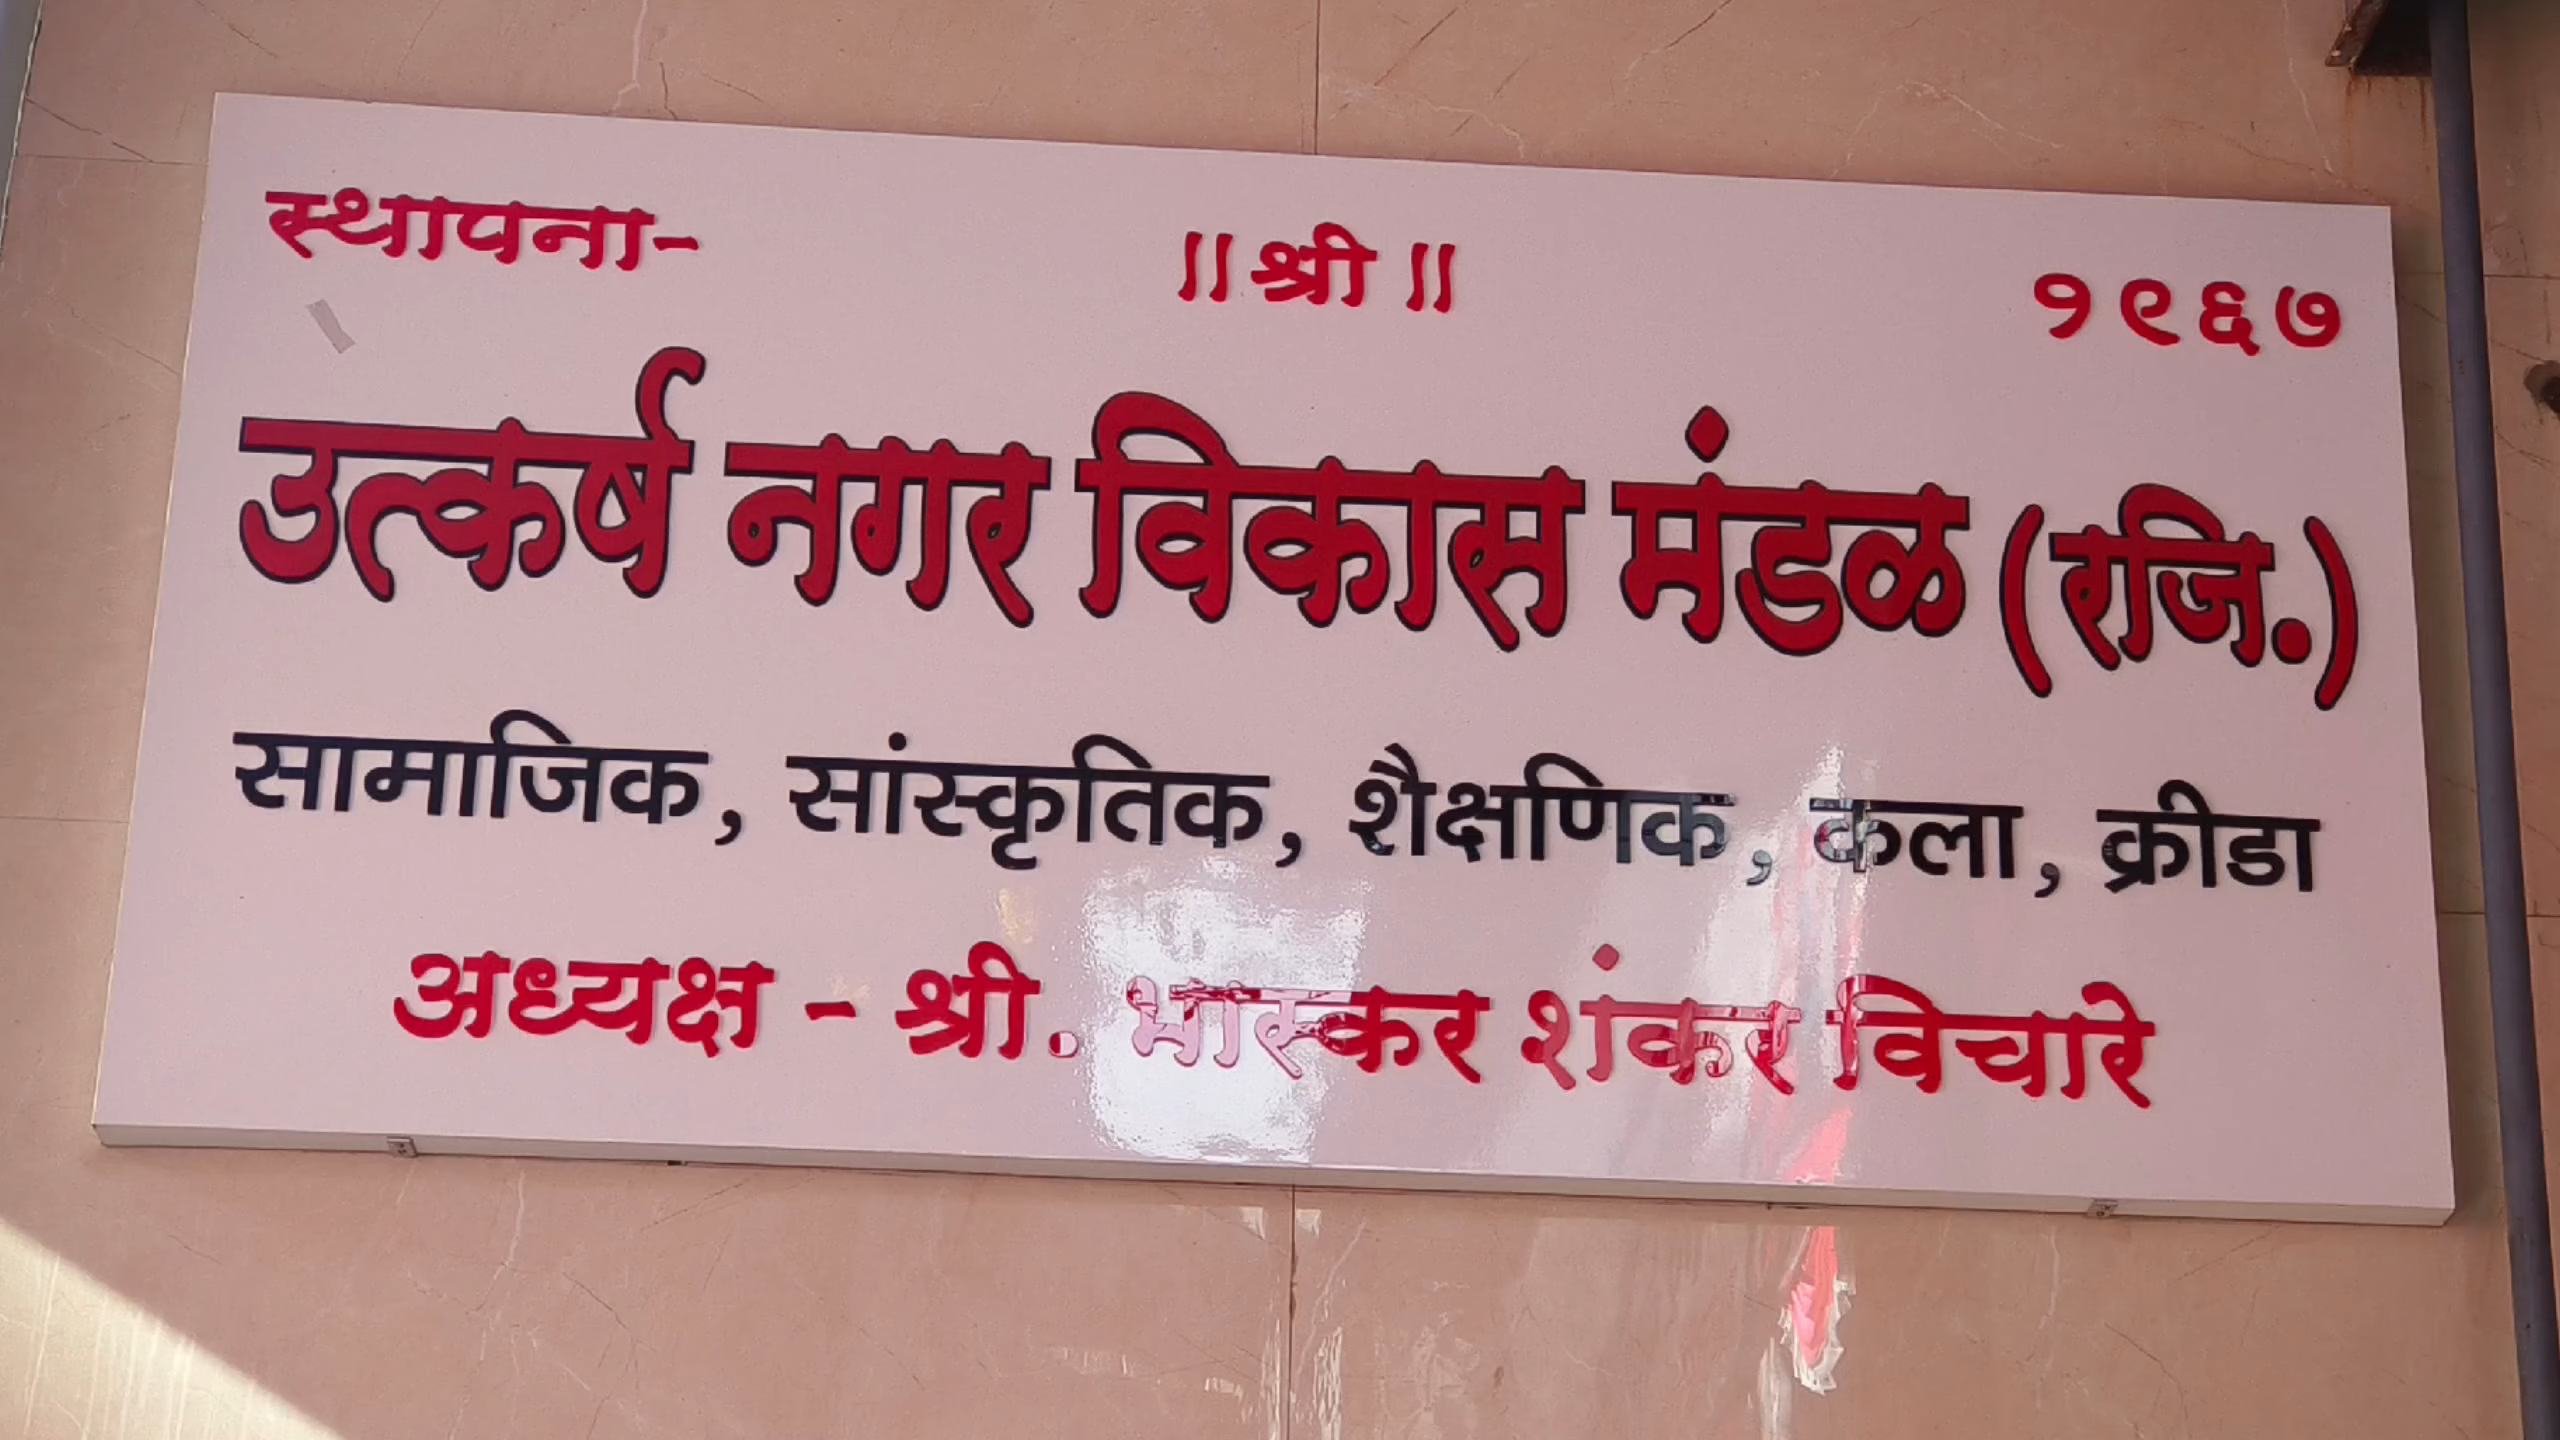 स्थापना- ॥ श्री ॥ १९६७
उत्कर्ष नगर विकास मंडळ (रजि.)
सामाजिक, सांस्कृतिक, शैक्षणिक, कला, क्रीडा
अध्यक्ष - श्री. भास्कर शंकर विचारे